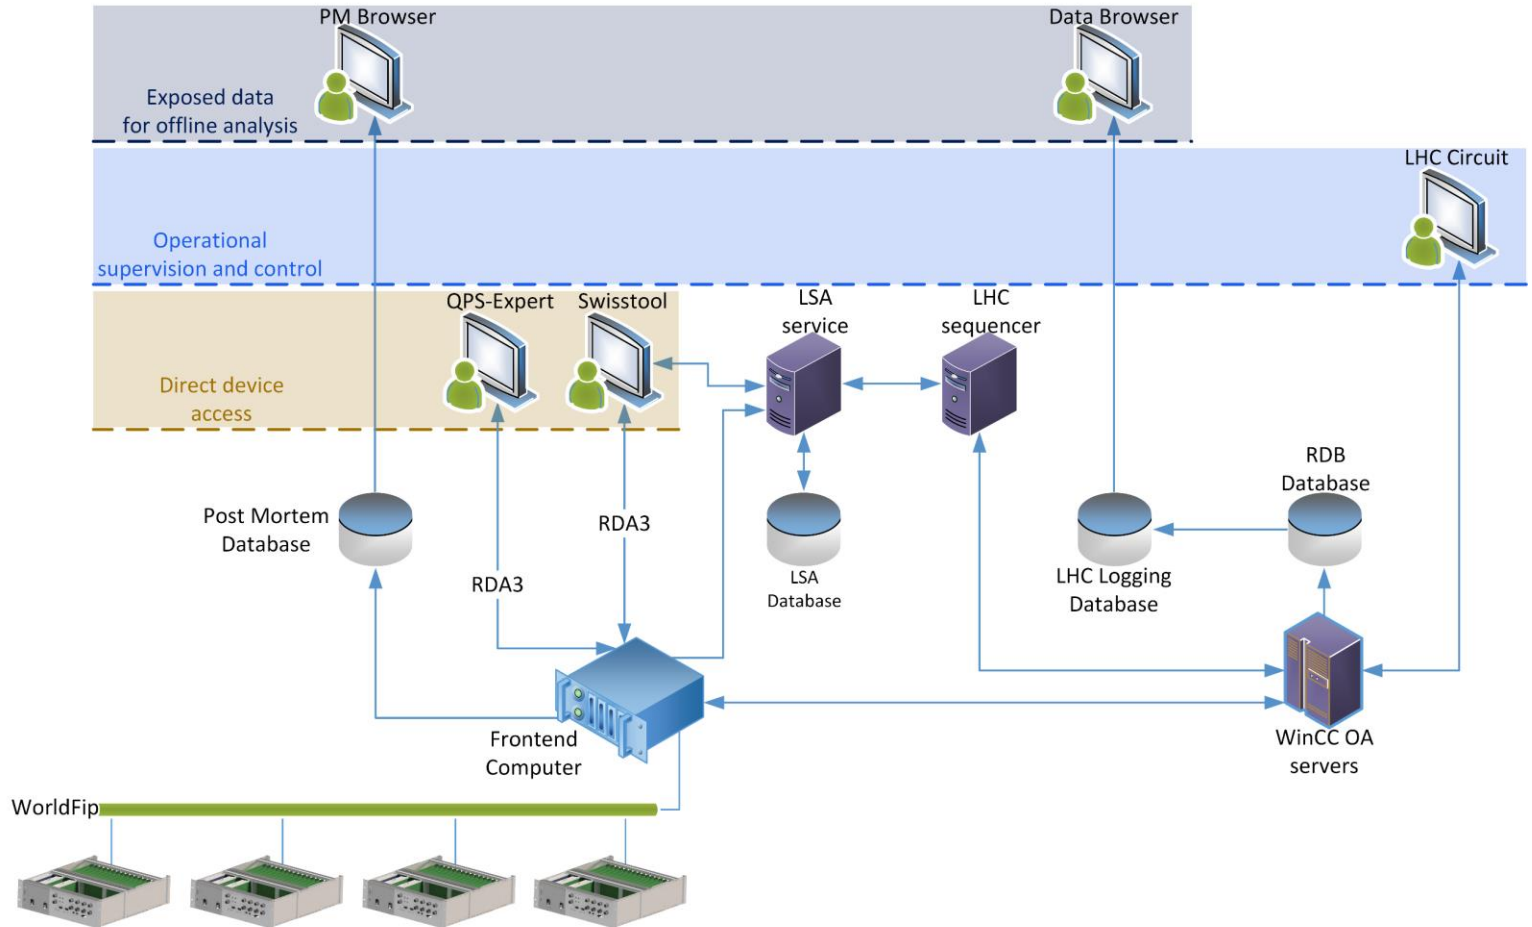 PM Browser
Data Browser
Exposed data
for offline analysis
LHC Circuit
Operational
supervision and control
QPS-Expert
Swisstool
LSA
service
LHC
sequencer
Direct device
access
RDB
Database
Post Mortem
Database
RDA3
RDA3
LSA
Database
LHC Logging
Database
Frontend
Computer
WinCC OA
servers
WorldFip